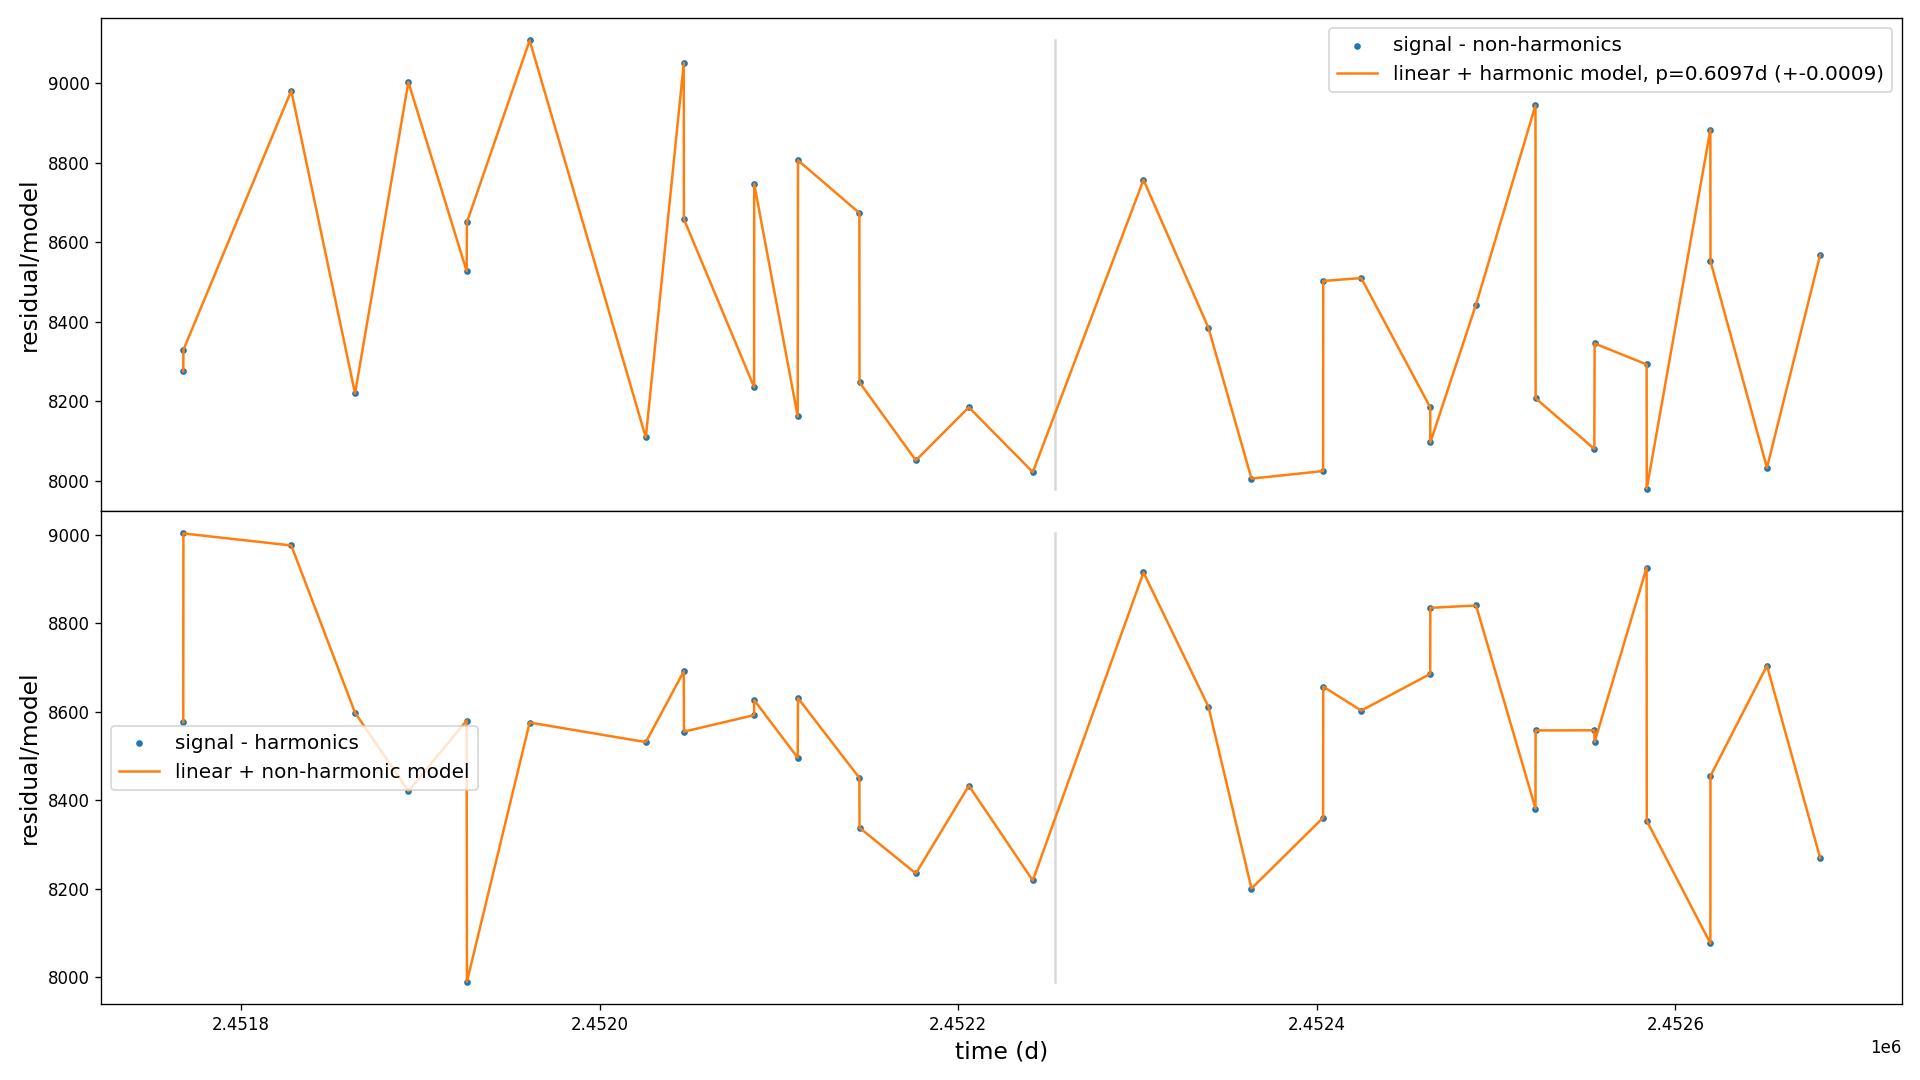 signal - non-harmonics
linear + harmonic model, p=0.6097d (+-0.0009)
residual/model
9000
8800
8600
8400
8200
8000
signal - harmonics
linear + non-harmonic model
residual/model
9000
8800
8600
8400
8200
8000
2.4518 2.4520 2.4522 2.4524 2.4526
1e6
time (d)